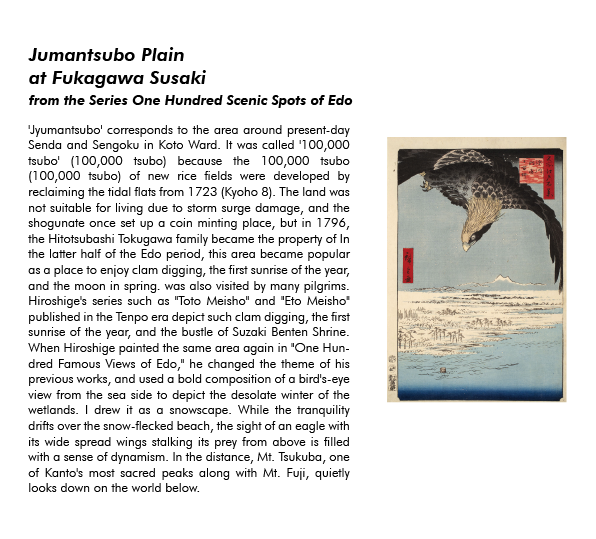 Jumantsubo Plain
at Fukagawa Susaki
from the Series One Hundred Scenic Spots of Edo
'Jyumantsubo' corresponds to the area around present-day
Senda and Sengoku in Koto Ward. It was called '100,000
tsubo' (100,000 tsubo) because the 100,000 tsubo
(100,000 tsubo) of new rice fields were developed by
reclaiming the tidal flats from 1723 (Kyoho 8). The land was
not suitable for living due to storm surge damage, and the
shogunate once set up a coin minting place, but in 1796,
the Hitotsubashi Tokugawa family became the property of In
the latter half of the Edo period, this area became popular
as a place to enjoy clam digging, the first sunrise of the year,
and the moon in spring. was also visited by many pilgrims.
Hiroshige's series such as "Toto Meisho" and "Eto Meisho"
published in the Tenpo era depict such clam digging, the first
sunrise of the year, and the bustle of Suzaki Benten Shrine.
When Hiroshige painted the same area again in "One Hun-
dred Famous Views of Edo," he changed the theme of his
previous works, and used a bold composition of a bird's-eye
view from the sea side to depict the desolate winter of the
wetlands. I drew it as a snowscape. While the tranquility
drifts over the snow-flecked beach, the sight of an eagle with
its wide spread wings stalking its prey from above is filled
with a sense of dynamism. In the distance, Mt. Tsukuba, one
of Kanto's most sacred peaks along with Mt. Fuji, quietly
looks down on the world below.